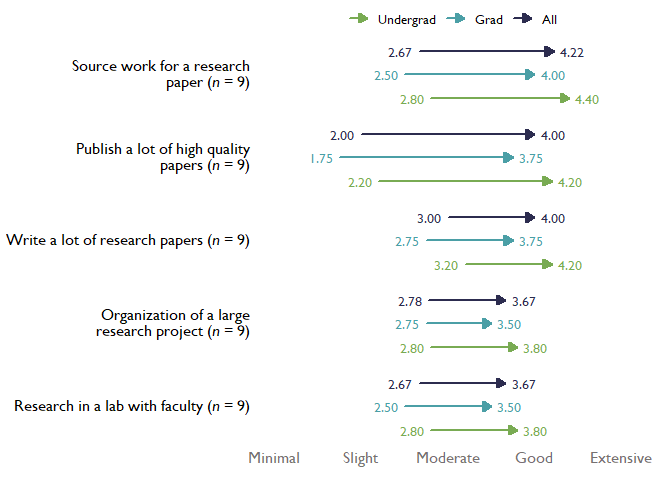 Undergrad Grad All
2.67 4.22
Source work for a research
paper (n = 9)
2.50 4.00
2.80 4.40
2.00 4.00
Publish a lot of high quality
papers (n = 9)
1.75 3.75
2.20 4.20
3.00 4.00
Write a lot of research papers (n = 9)
2.75 3.75
3.20 4.20
2.78 3.67
Organization of a large
research project (n = 9)
2.75 3.50
2.80 3.80
2.67 3.67
Research in a lab with faculty (n = 9)
2.50 3.50
2.80 3.80
Minimal Slight Moderate Good Extensive